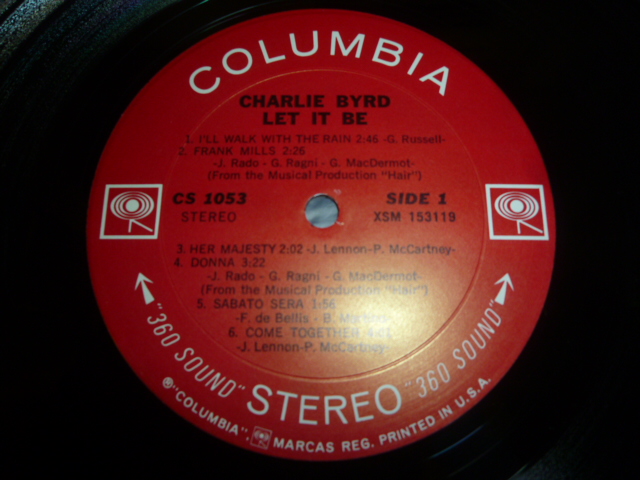 COLUMBIA
CHARLIE BYRD
LET IT BE
1. I'LL WALK WITH THE RAIN 2:46 -G. Russell-
2. FRANK MILLS 2:26
-J. Rado - G. Ragni - G. MacDermot-
(From the Musical Production "Hair")
CS 1053 SIDE 1
STEREO XSM 153119
3. HER MAJESTY 2:02 -J. Lennon-P. McCartney-
4. DONNA 3:22
-J. Rado - G. Ragni - G. MacDermot-
(From the Musical Production "Hair")
5. SABATO SERA 1:56
-F. de Bellis - B.
6. COME TOGETHER
-J. Lennon-P. McCartney-
"360 SOUND" STEREO "360 SOUND"
℗"COLUMBIA", MARCAS REG. PRINTED IN U.S.A.